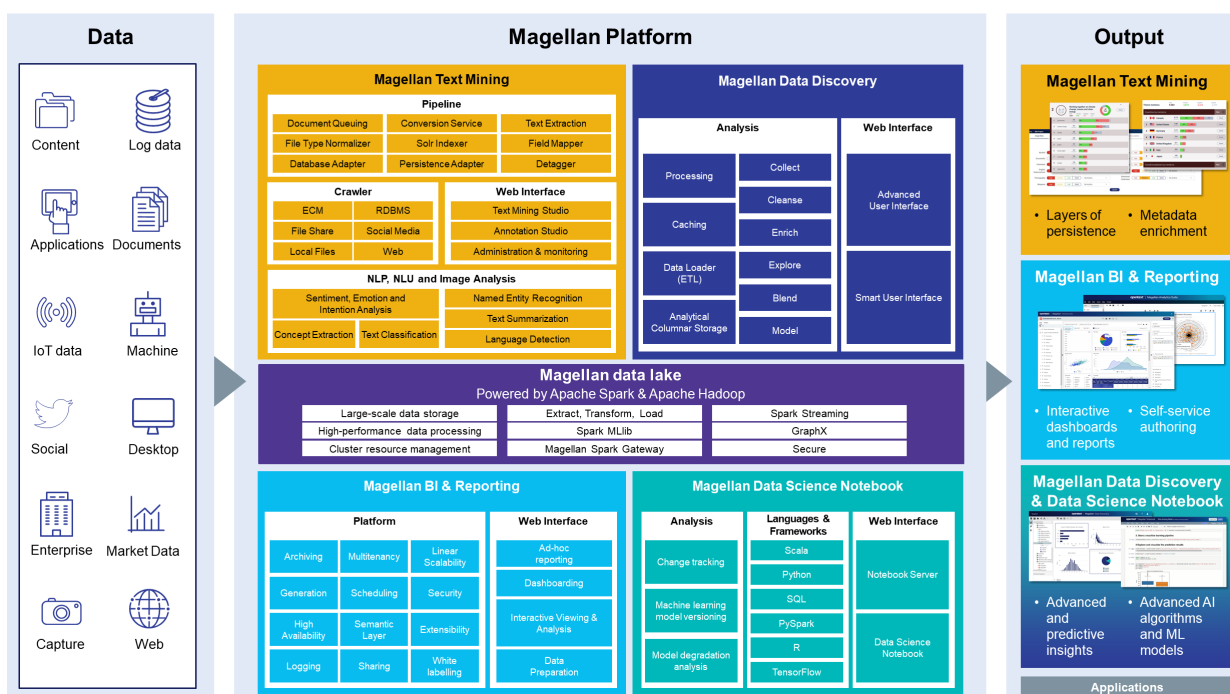 Data
Content
Log data
Applications
Documents
IoT data
Machine
Social
Desktop
Enterprise
Market Data
Capture
Web
Magellan Platform
Magellan Text Mining
Pipeline
Document Queuing
Conversion Service
Text Extraction
File Type Normalizer
Solr Indexer
Field Mapper
Database Adapter
Persistence Adapter
Detagger
Crawler
ECM
RDBMS
File Share
Social Media
Local Files
Web
Web Interface
Text Mining Studio
Annotation Studio
Administration & monitoring
NLP, NLU and Image Analysis
Sentiment, Emotion and
Intention Analysis
Named Entity Recognition
Text Summarization
Concept Extraction
Text Classification
Language Detection
Magellan Data Discovery
Analysis
Processing
Caching
Data Loader
(ETL)
Analytical
Columnar Storage
Collect
Cleanse
Enrich
Explore
Blend
Model
Web Interface
Advanced
User Interface
Smart User Interface
Magellan data lake
Powered by Apache Spark & Apache Hadoop
Large-scale data storage
Extract, Transform, Load
Spark Streaming
High-performance data processing
Spark MLlib
GraphX
Cluster resource management
Magellan Spark Gateway
Secure
Magellan BI & Reporting
Platform
Archiving
Multitenancy
Linear
Scalability
Generation
Scheduling
Security
High
Availability
Semantic
Layer
Extensibility
Logging
Sharing
White
labelling
Web Interface
Ad-hoc
reporting
Dashboarding
Interactive Viewing &
Analysis
Data
Preparation
Magellan Data Science Notebook
Analysis
Change tracking
Machine learning
model versioning
Model degradation
analysis
Languages &
Frameworks
Scala
Python
SQL
PySpark
R
TensorFlow
Web Interface
Notebook Server
Data Science
Notebook
Output
Magellan Text Mining
• Layers of
persistence
• Metadata
enrichment
Magellan BI & Reporting
• Interactive
dashboards
and reports
• Self-service
authoring
Magellan Data Discovery
& Data Science Notebook
• Advanced
and
predictive
insights
• Advanced AI
algorithms
and ML
models
Applications